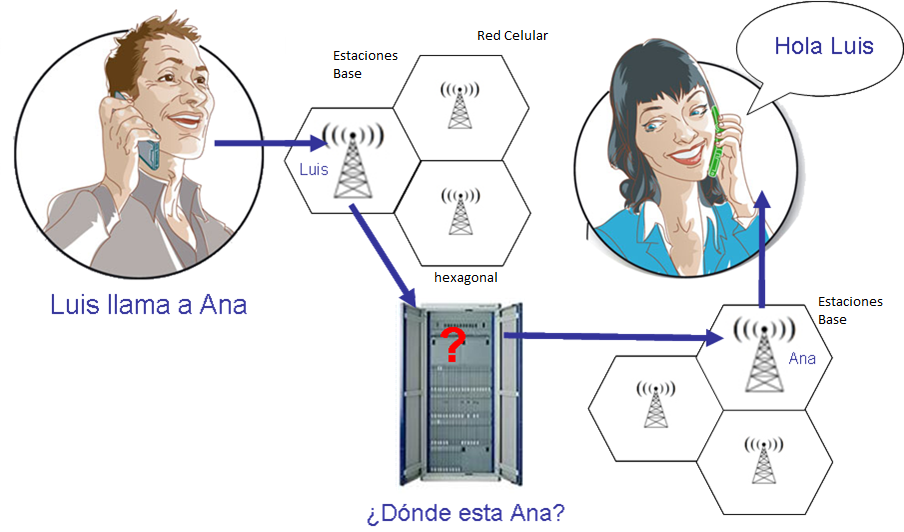 Hola Luis
Red Celular
Estaciones
Base
Luis
hexagonal
Luis llama a Ana
?
Estaciones
Base
Ana
¿Dónde esta Ana?